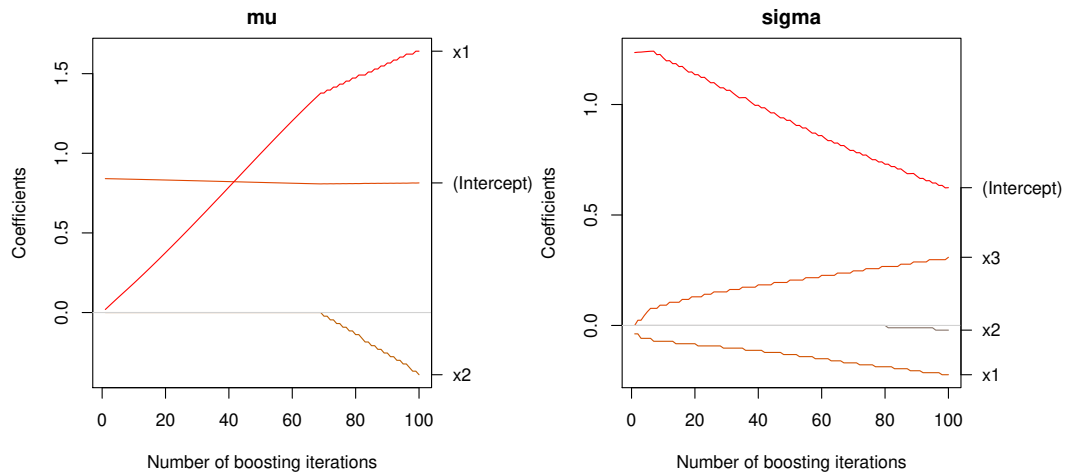 mu
Coefficients
1.5
1.0
0.5
0.0
x1
(Intercept)
x2
0 20 40 60 80 100
Number of boosting iterations
sigma
Coefficients
1.0
0.5
0.0
(Intercept)
x3
x2
x1
0 20 40 60 80 100
Number of boosting iterations